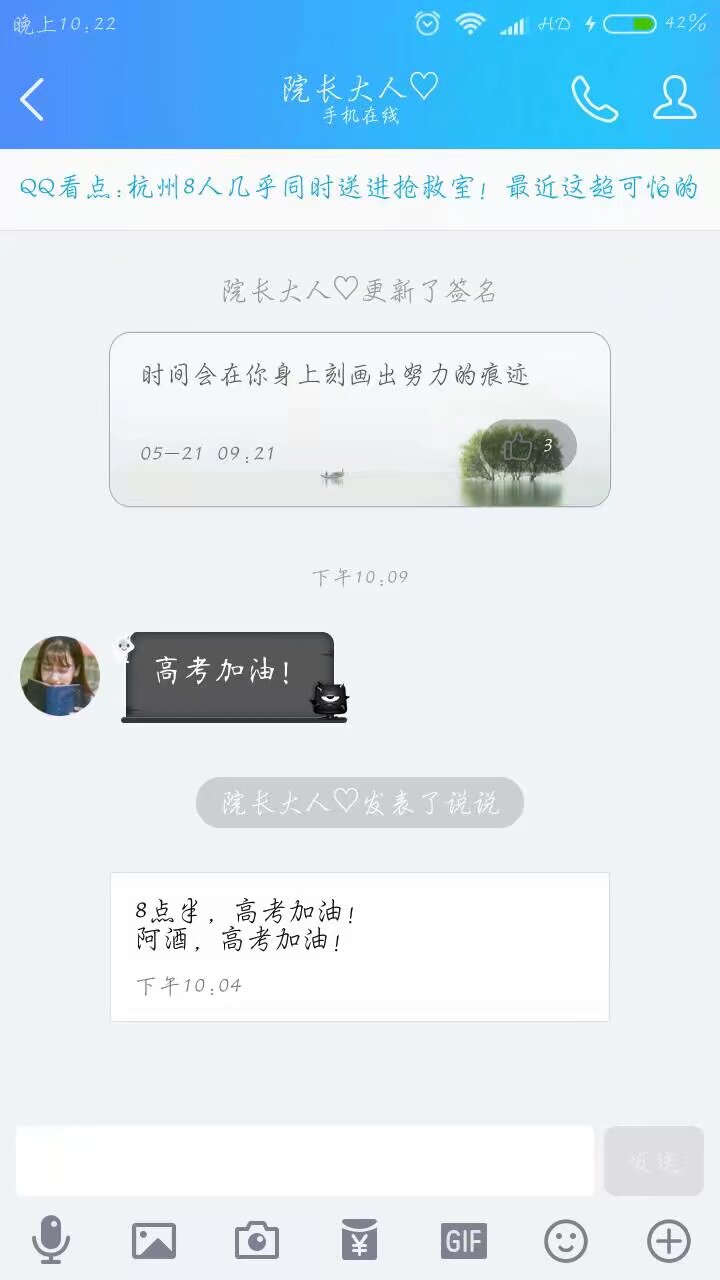 晚上10:22
HD
42%
院长大人♡
手机在线
QQ看点:杭州8人几乎同时送进抢救室！最近这超可怕的
院长大人♡更新了签名
时间会在你身上刻画出努力的痕迹
05-21 09:21
3
下午10:09
高考加油！
院长大人♡发表了说说
8点半，高考加油！
阿酒，高考加油！
下午10:04
发送
GIF